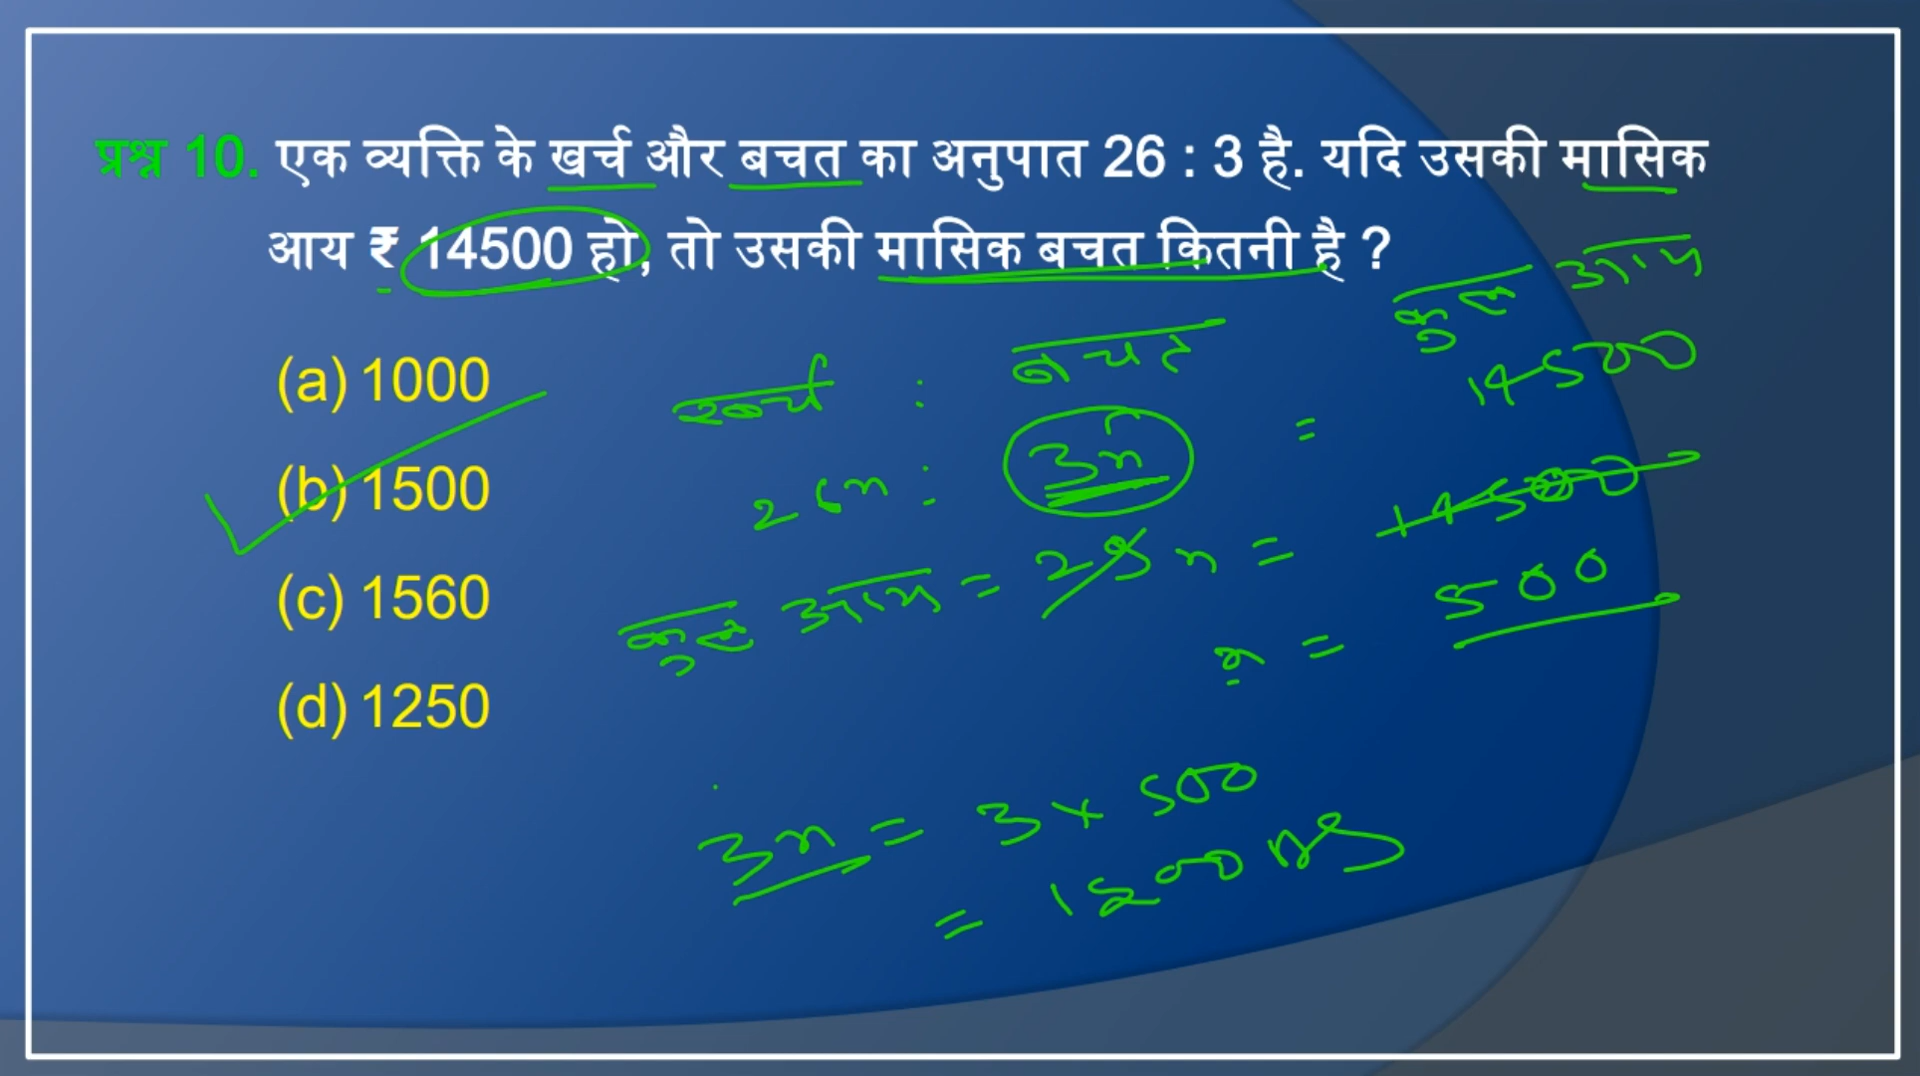 प्रश्न 10. एक व्यक्ति के खर्च और बचत का अनुपात 26 : 3 है. यदि उसकी मासिक
आय ₹ 14500 हो, तो उसकी मासिक बचत कितनी है ?
(a) 1000
(b) 1500
(c) 1560
(d) 1250
खर्च : बचत = कुल आय
14500
26x : 3x
14500
कुल आय = 29x =
500
x =
3x = 3 x 500
= 1500 RS